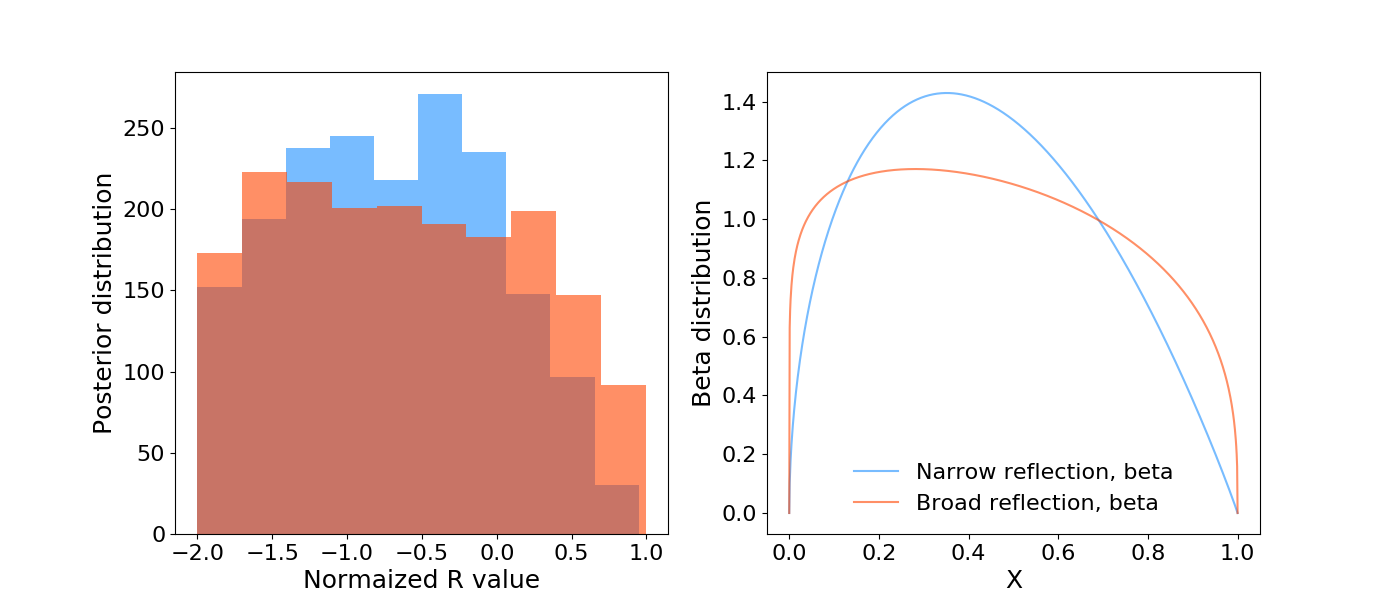 Posterior distribution
250
200
150
100
50
0
−2.0 −1.5 −1.0 −0.5 0.0 0.5 1.0
Normaized R value
Beta distribution
1.4
1.2
1.0
0.8
0.6
0.4
0.2
0.0
Narrow reflection, beta
Broad reflection, beta
0.0 0.2 0.4 0.6 0.8 1.0
X